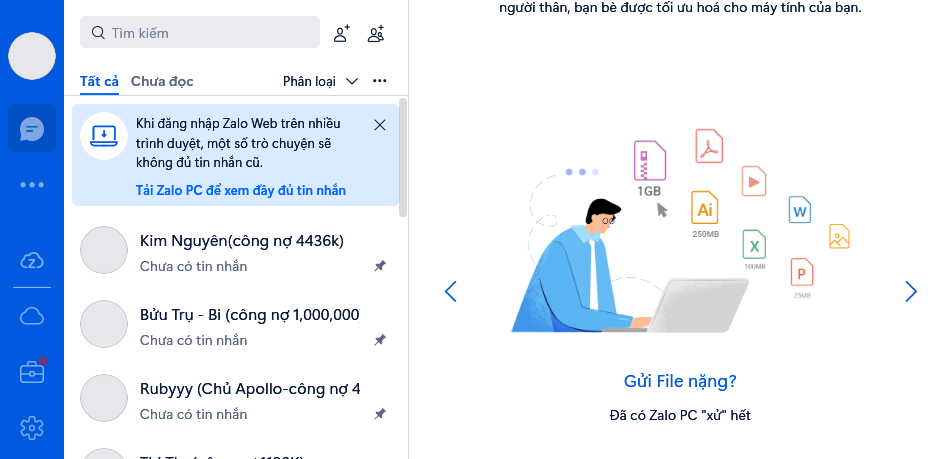 Tìm kiếm
Tất cả
Chưa đọc
Phân loại
Khi đăng nhập Zalo Web trên nhiều
trình duyệt, một số trò chuyện sẽ
không đủ tin nhắn cũ.
Tải Zalo PC để xem đầy đủ tin nhắn
Kim Nguyên(công nợ 4436k)
Chưa có tin nhắn
Bửu Trụ - Bi (công nợ 1,000,000
Chưa có tin nhắn
Rubyyy (Chủ Apollo-công nợ 4
Chưa có tin nhắn
người thân, bạn bè được tối ưu hoá cho máy tính của bạn.
1GB
Ai
250MB
W
X
100MB
P
25MB
Gửi File nặng?
Đã có Zalo PC "xử" hết